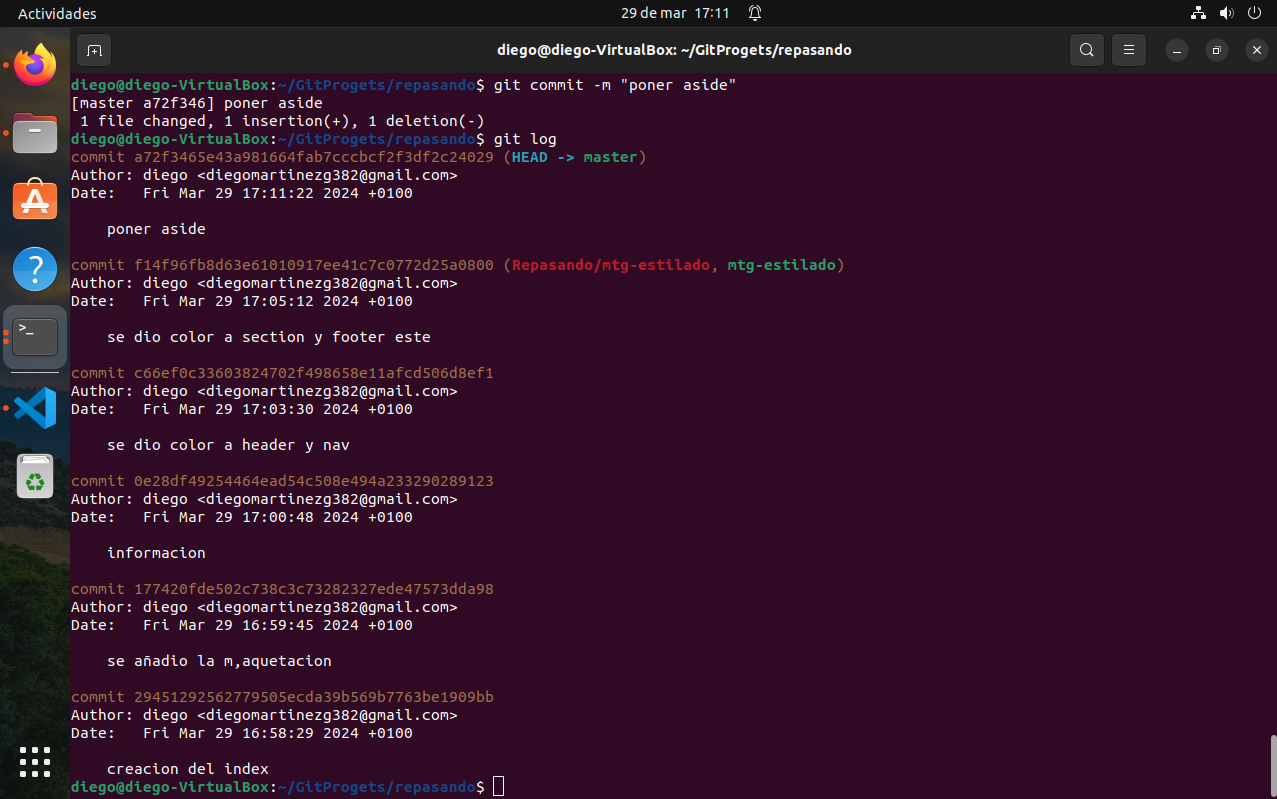 Actividades
29 de mar 17:11
diego@diego-VirtualBox: ~/GitProgets/repasando
diego@diego-VirtualBox:~/GitProgets/repasando$ git commit -m "poner aside"
[master a72f346] poner aside
 1 file changed, 1 insertion(+), 1 deletion(-)
diego@diego-VirtualBox:~/GitProgets/repasando$ git log
commit a72f3465e43a981664fab7cccbcf2f3df2c24029 (HEAD -> master)
Author: diego <diegomartinezg382@gmail.com>
Date:   Fri Mar 29 17:11:22 2024 +0100
    poner aside
commit f14f96fb8d63e61010917ee41c7c0772d25a0800 (Repasando/mtg-estilado, mtg-estilado)
Author: diego <diegomartinezg382@gmail.com>
Date:   Fri Mar 29 17:05:12 2024 +0100
    se dio color a section y footer este
commit c66ef0c33603824702f498658e11afcd506d8ef1
Author: diego <diegomartinezg382@gmail.com>
Date:   Fri Mar 29 17:03:30 2024 +0100
    se dio color a header y nav
commit 0e28df49254464ead54c508e494a233290289123
Author: diego <diegomartinezg382@gmail.com>
Date:   Fri Mar 29 17:00:48 2024 +0100
    informacion
commit 177420fde502c738c3c73282327ede47573dda98
Author: diego <diegomartinezg382@gmail.com>
Date:   Fri Mar 29 16:59:45 2024 +0100
    se añadio la m,aquetacion
commit 29451292562779505ecda39b569b7763be1909bb
Author: diego <diegomartinezg382@gmail.com>
Date:   Fri Mar 29 16:58:29 2024 +0100
    creacion del index
diego@diego-VirtualBox:~/GitProgets/repasando$